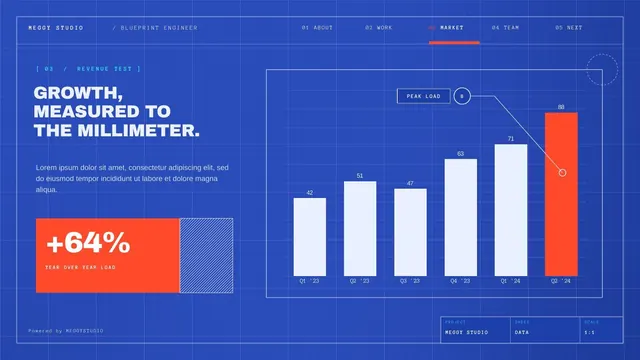 MEGGY STUDIO
/ BLUEPRINT ENGINEER
01 ABOUT
02 WORK
03 MARKET
04 TEAM
05 NEXT
[ 03 / REVENUE TEST ]
GROWTH,
MEASURED TO
THE MILLIMETER.
Lorem ipsum dolor sit amet, consectetur adipiscing elit, sed
do eiusmod tempor incididunt ut labore et dolore magna
aliqua.
+64%
YEAR OVER YEAR LOAD
PEAK LOAD
42
51
47
63
71
88
Q1 '23
Q2 '23
Q3 '23
Q4 '23
Q1 '24
Q2 '24
Powered by MEGGYSTUDIO
PROJECT
MEGGY STUDIO
DATA
SCALE
1:1